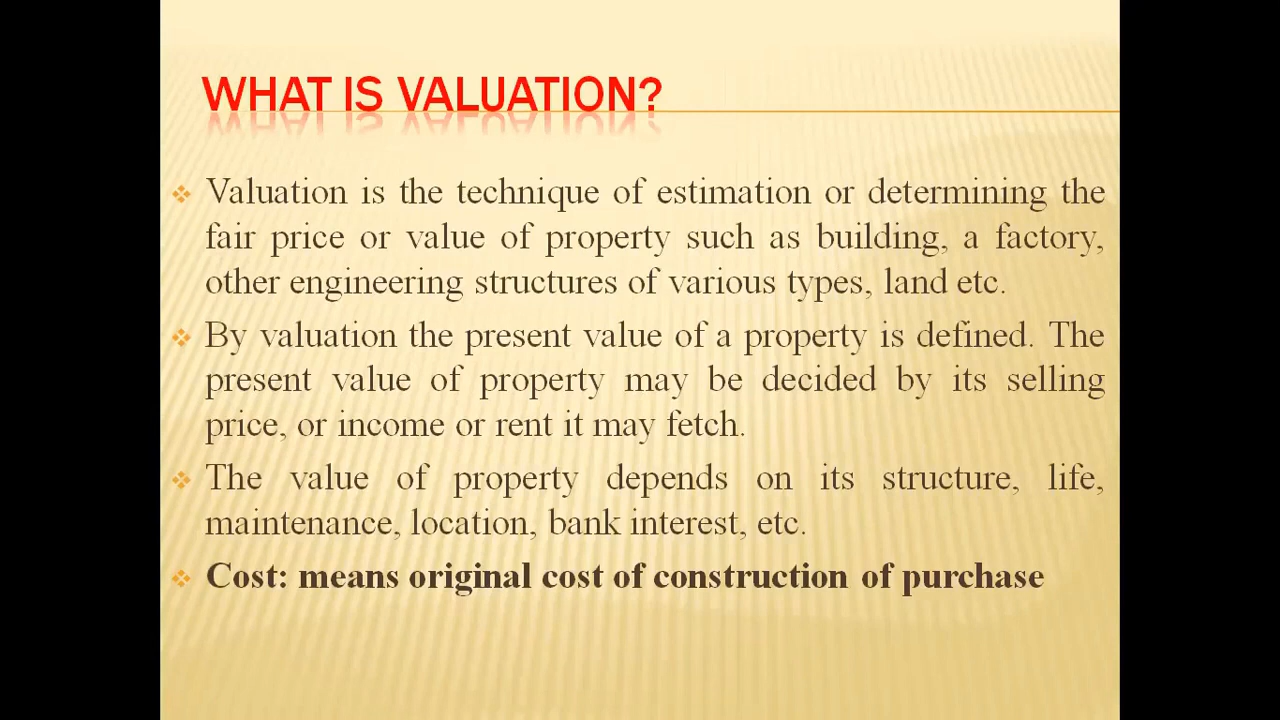 WHAT IS VALUATION?
Valuation is the technique of estimation or determining the
fair price or value of property such as building, a factory,
other engineering structures of various types, land etc.
By valuation the present value of a property is defined. The
present value of property may be decided by its selling
price, or income or rent it may fetch.
The value of property depends on its structure, life,
maintenance, location, bank interest, etc.
Cost: means original cost of construction of purchase